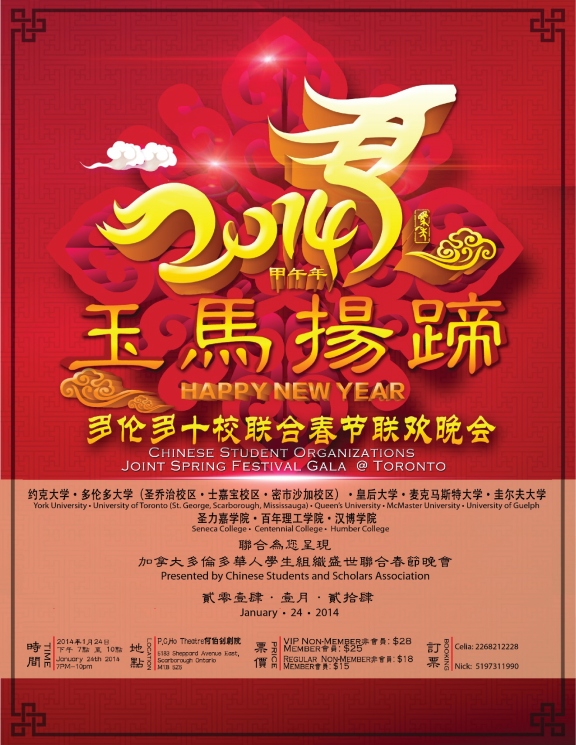 2014
甲午年
玉馬揚蹄
HAPPY NEW YEAR
多伦多十校联合春节联欢晚会
CHINESE STUDENT ORGANIZATIONS
JOINT SPRING FESTIVAL GALA @ TORONTO
约克大学・多伦多大学（圣乔治校区・士嘉宝校区・密市沙加校区）・皇后大学・麦克马斯特大学・圭尔夫大学
York University • University of Toronto (St. George, Scarborough, Mississauga) • Queen's University • McMaster University • University of Guelph
圣力嘉学院・百年理工学院・汉博学院
Seneca College • Centennial College • Humber College
聯合為您呈現
加拿大多倫多華人學生組織盛世聯合春節晚會
Presented by Chinese Students and Scholars Association
貳零壹肆・壹月・貳拾肆
January • 24 • 2014
時間 TIME
2014年1月24日
下午 7點 至 10點
January 24th 2014
7PM-10pm
地點 LOCATION
P.C.Ho Theatre何伯釗劇院
5183 Sheppard Avenue East,
Scarborough Ontario
M1B 5Z5
票價 PRICE
VIP NON-MEMBER非會員: $28
MEMBER會員: $25
REGULAR NON-MEMBER非會員: $18
MEMBER會員: $15
訂票 BOOKING
Celia: 2268212228
Nick: 5197311990